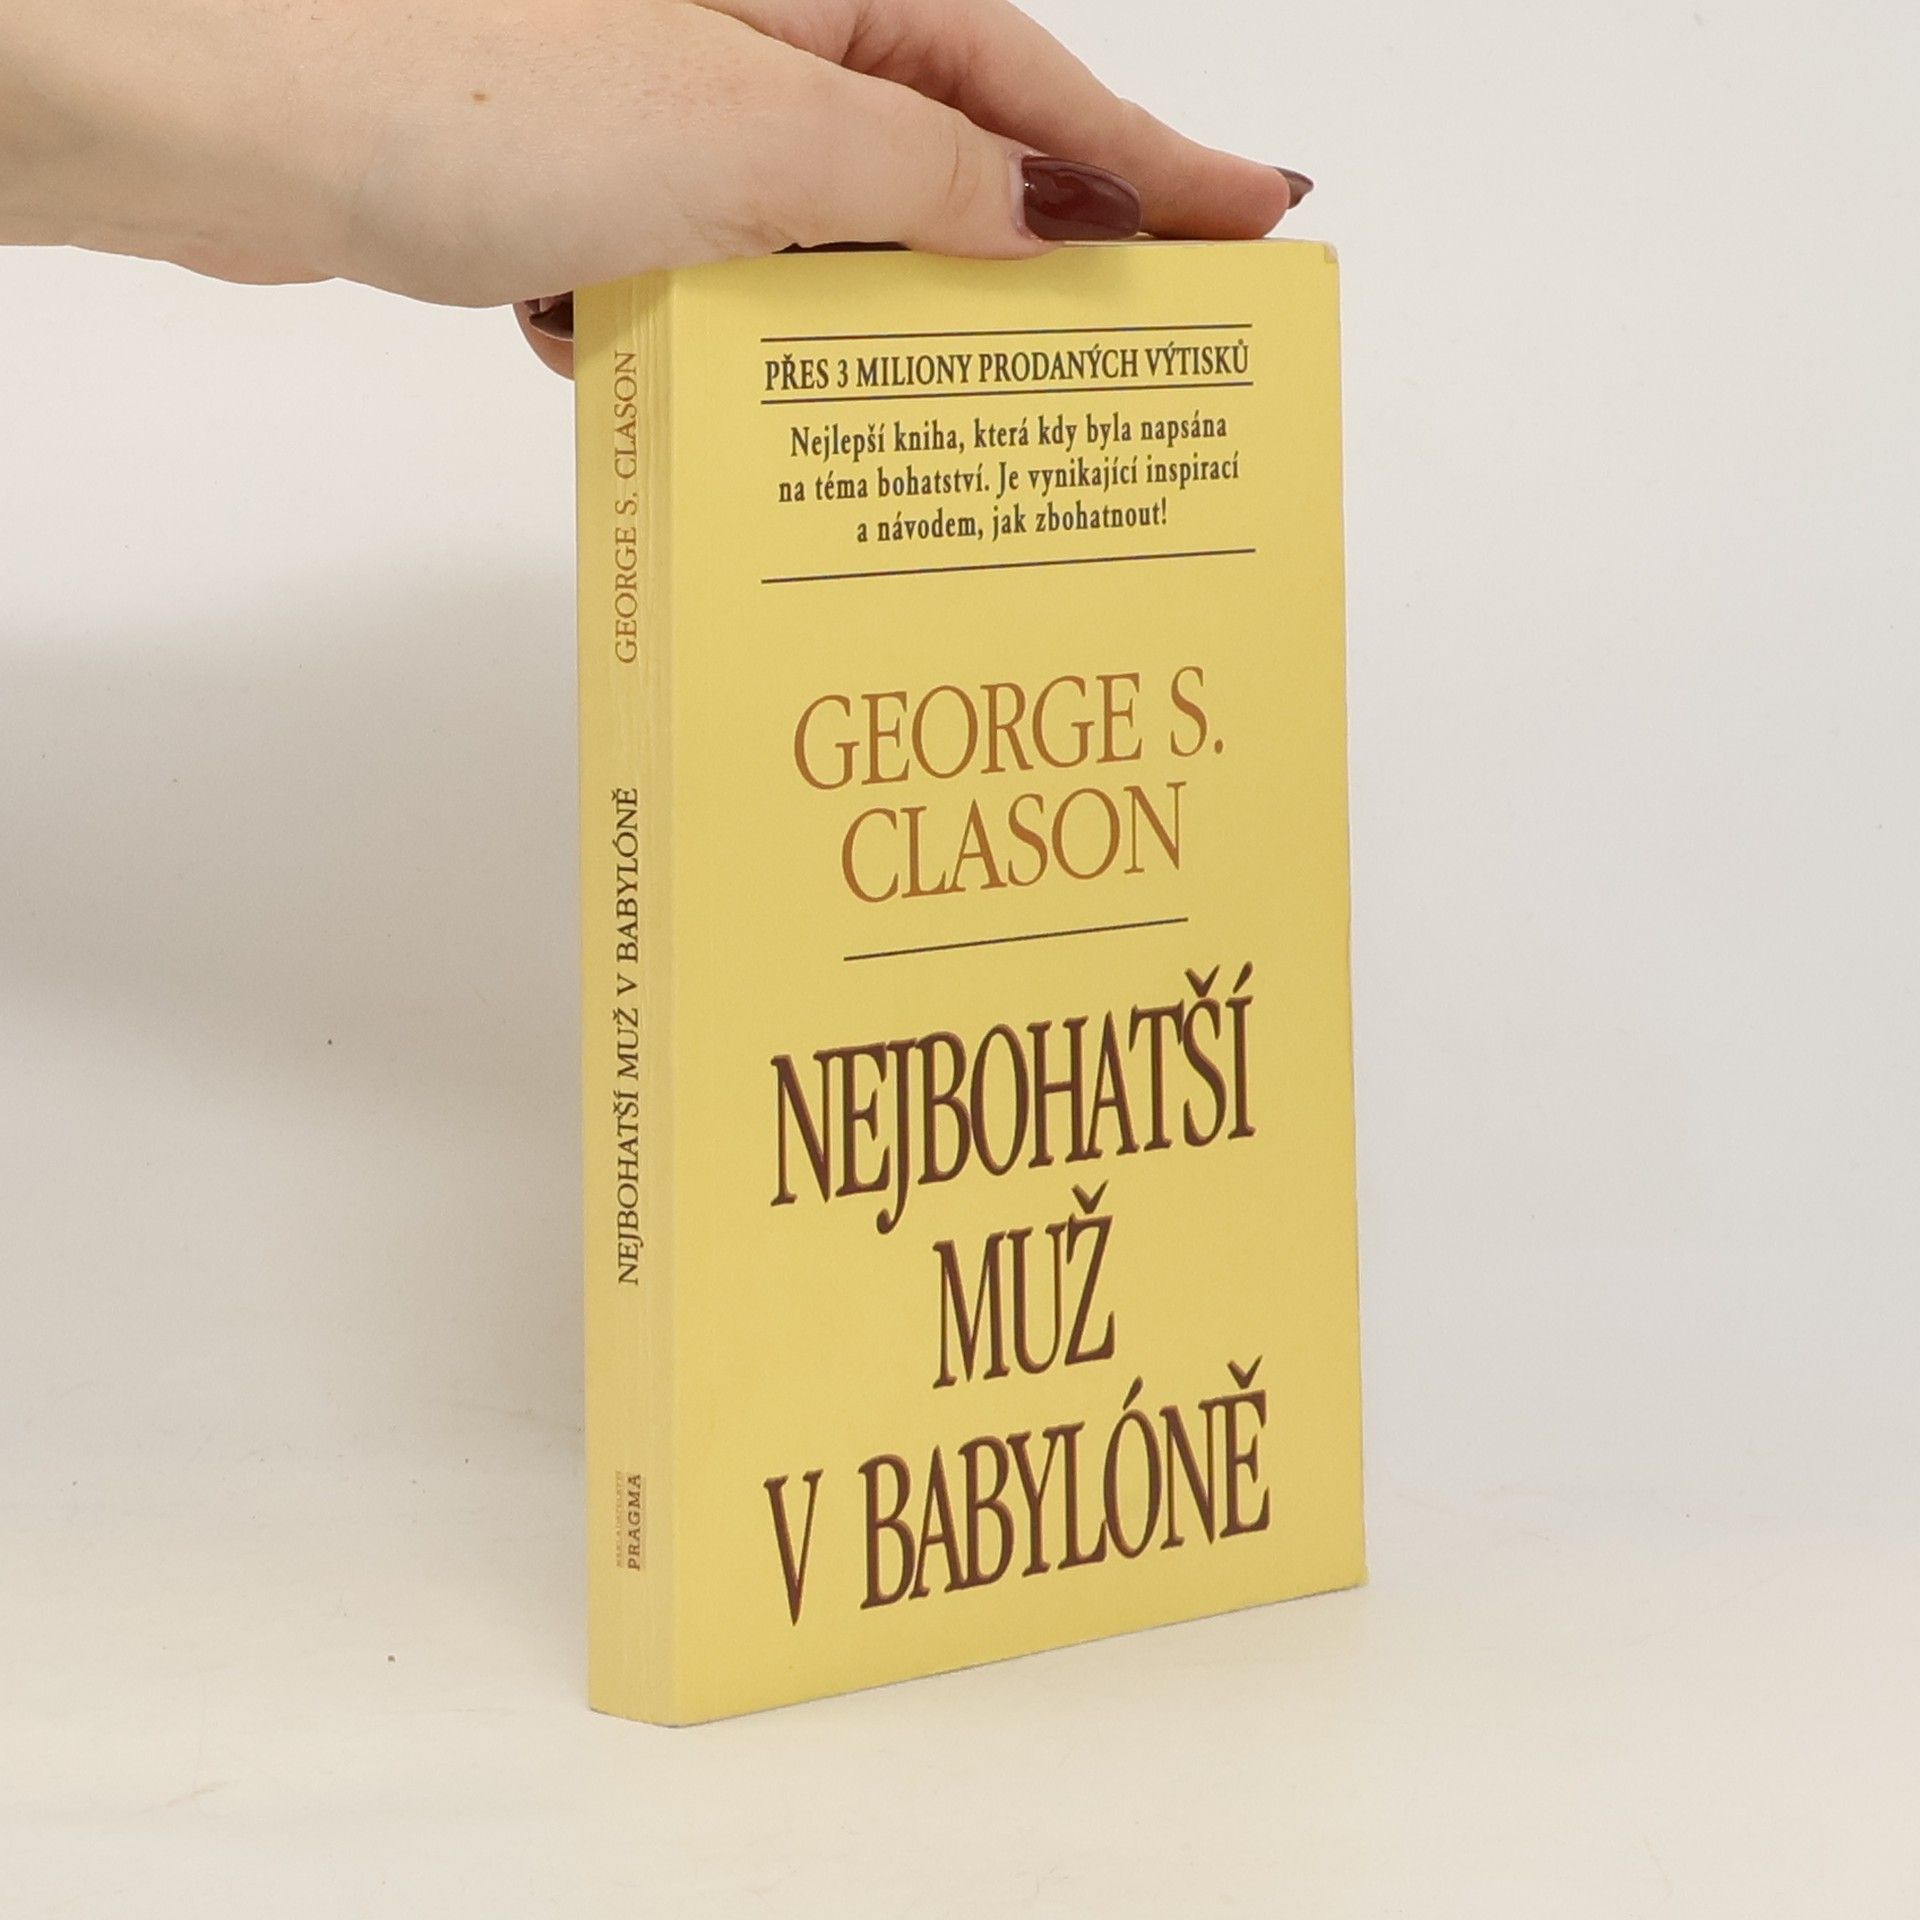 PŘES 3 MILIONY PRODANÝCH VÝTISKŮ
Nejlepší kniha, která kdy byla napsána
na téma bohatství. Je vynikající inspirací
a návodem, jak zbohatnout!
GEORGE S.
CLASON
NEJBOHATŠÍ
MUŽ
V BABYLÓNĚ
GEORGE S. CLASON
NEJBOHATŠÍ MUŽ V BABYLÓNĚ
PRAGMA